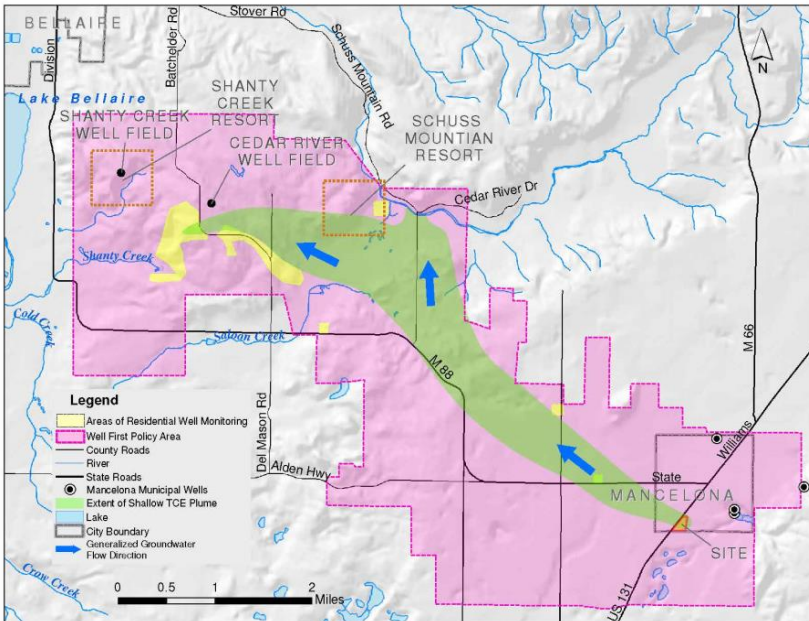 BELLAIRE
Division
Batchelder Rd
Stover Rd
Schuss Mountain Rd
N
Lake Bellaire
SHANTY CREEK
WELL FIELD
SHANTY
CREEK
RESORT
CEDAR RIVER
WELL FIELD
SCHUSS
MOUNTIAN
RESORT
Cedar River Dr
Shanty Creek
Cold Creek
Saloon Creek
M 88
M 66
Del Mason Rd
Alden Hwy
State
Williams
MANCELONA
SITE
US 131
Crow Creek
Legend
Areas of Residential Well Monitoring
Well First Policy Area
County Roads
River
State Roads
Mancelona Municipal Wells
Extent of Shallow TCE Plume
Lake
City Boundary
Generalized Groundwater
Flow Direction
0 0.5 1 2
Miles